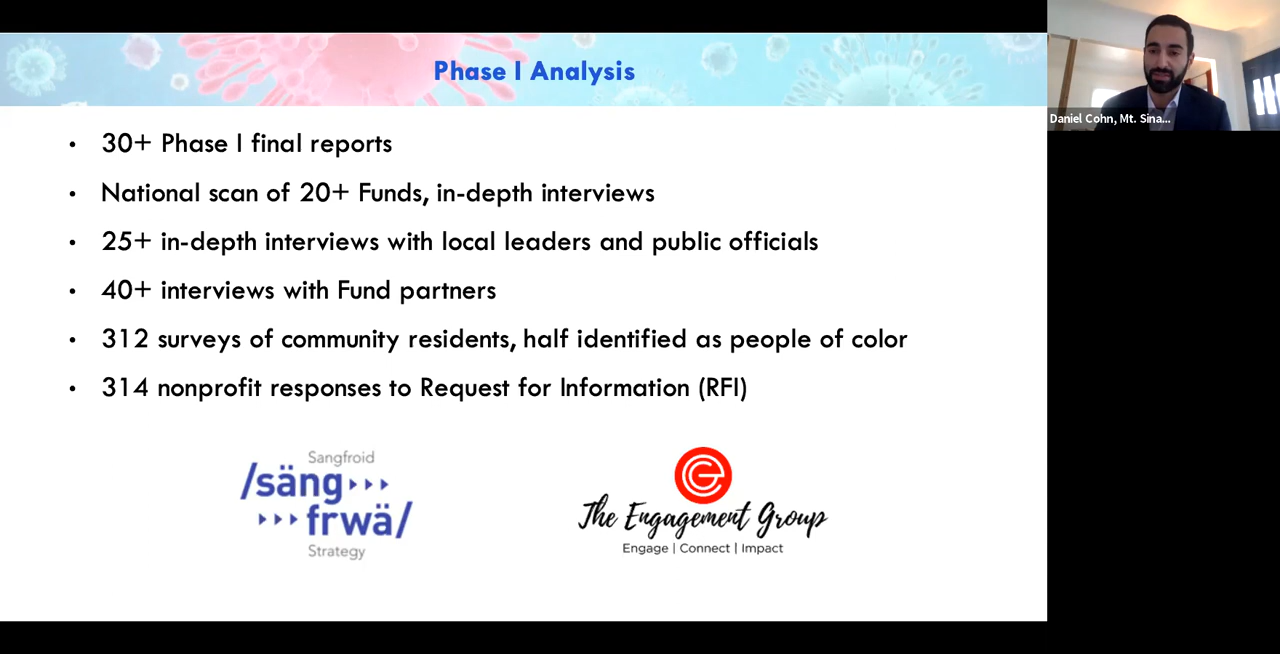 Phase I Analysis
• 30+ Phase I final reports
• National scan of 20+ Funds, in-depth interviews
• 25+ in-depth interviews with local leaders and public officials
• 40+ interviews with Fund partners
• 312 surveys of community residents, half identified as people of color
• 314 nonprofit responses to Request for Information (RFI)
Sangfroid
/säng
frwä/
Strategy
The Engagement Group
Engage | Connect | Impact
Daniel Cohn, Mt. Sina...